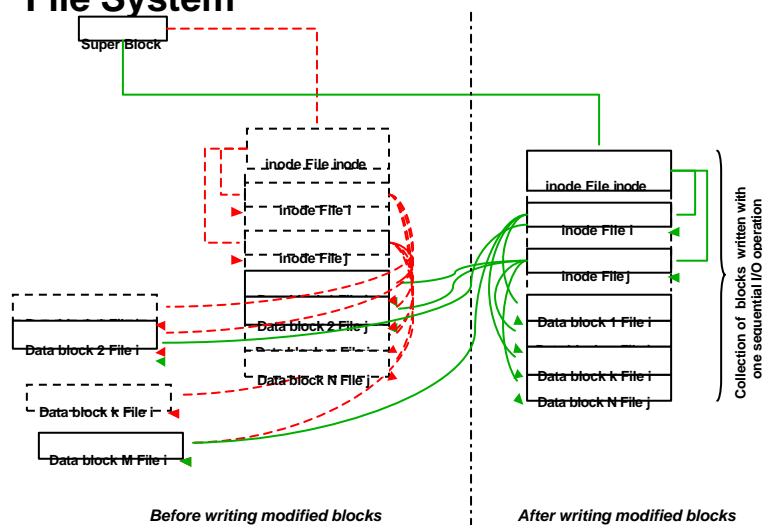 File System
Super Block
inode File inode
inode File i
inode File j
Data block 2 File j
Data block N File j
Data block 2 File i
Data block k File i
Data block M File i
Before writing modified blocks
inode File inode
inode File i
inode File j
Data block 1 File i
Data block k File i
Data block N File j
Collection of blocks written with
one sequential I/O operation
After writing modified blocks